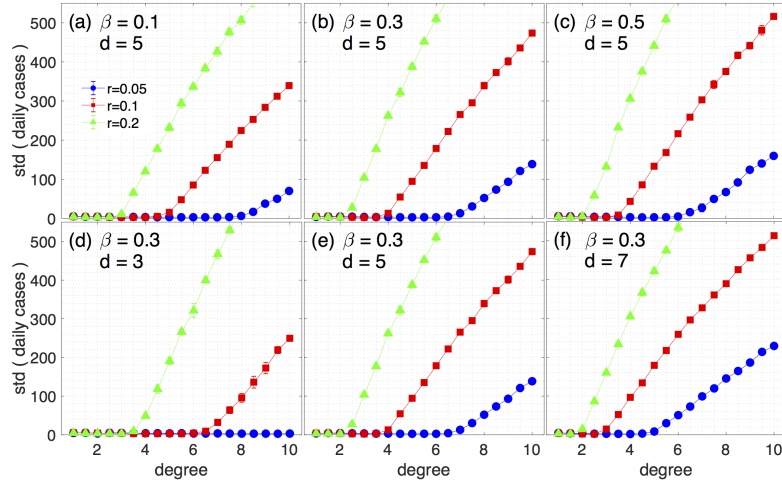 (a) β = 0.1
d = 5
(b) β = 0.3
d = 5
(c) β = 0.5
d = 5
r=0.05
r=0.1
r=0.2
std ( daily cases )
500
400
300
200
100
0
(d) β = 0.3
d = 3
(e) β = 0.3
d = 5
(f) β = 0.3
d = 7
std ( daily cases )
500
400
300
200
100
0
2 4 6 8 10
2 4 6 8 10
2 4 6 8 10
degree
degree
degree